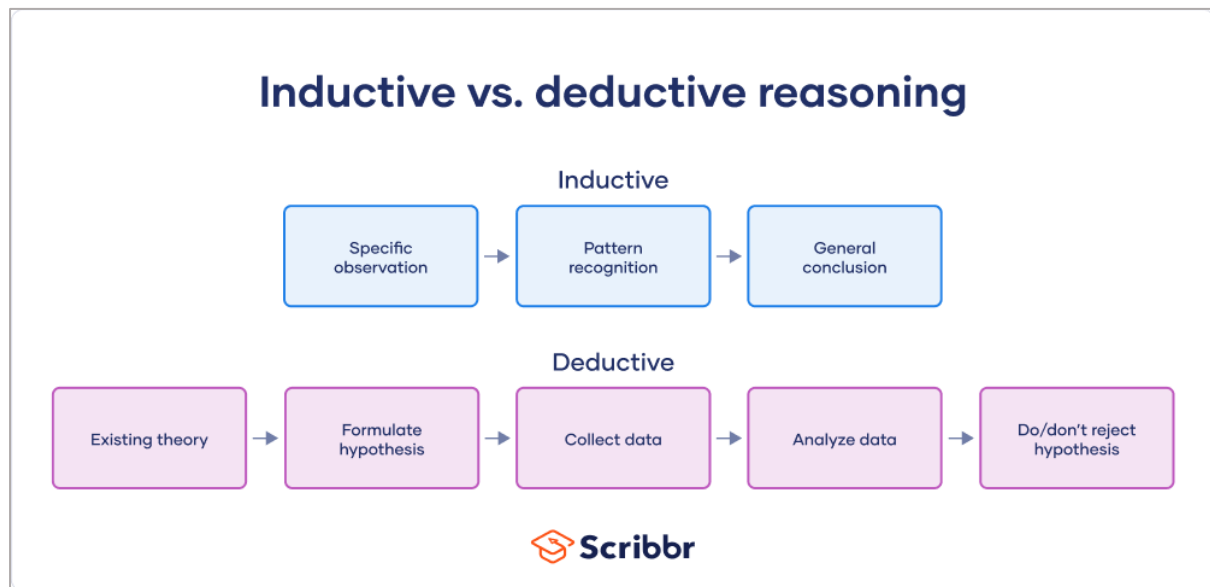 Inductive vs. deductive reasoning
Inductive
Specific
observation
Pattern
recognition
General
conclusion
Deductive
Existing theory
Formulate
hypothesis
Collect data
Analyze data
Do/don't reject
hypothesis
Scribbr